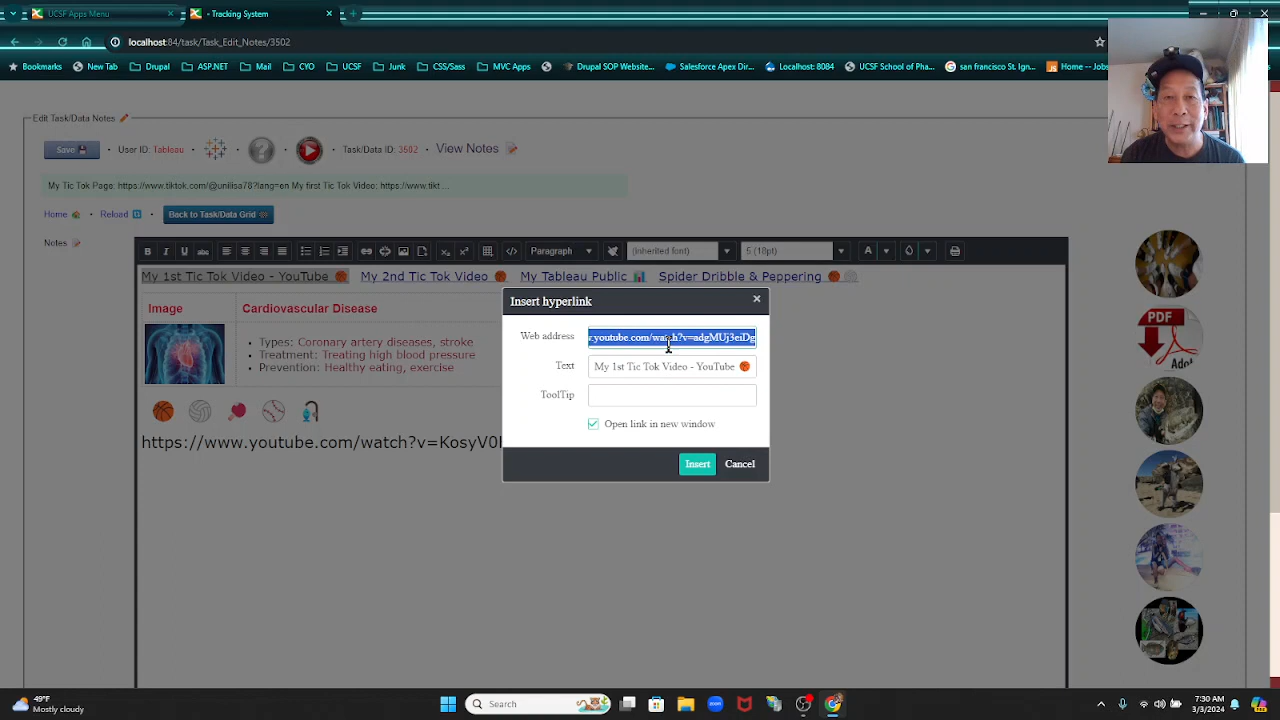 UCSF Apps Menu
- Tracking System
localhost:84/task/Task_Edit_Notes/3502
Bookmarks New Tab Drupal ASP.NET Mail CYO UCSF Junk CSS/Sass MVC Apps Drupal SOP Website... Salesforce Apex Dir... Localhost: 8084 UCSF School of Pha... san francisco St. Ign... Home -- Jobs
Edit Task/Data Notes
Save User ID: Tableau Task/Data ID: 3502 View Notes
My Tic Tok Page: https://www.tiktok.com/@unilisa78?lang=en My first Tic Tok Video: https://www.tikt ...
Home Reload Back to Task/Data Grid
Notes
B I U abc Paragraph (inherited font) 5 (18pt) A
My 1st Tic Tok Video - YouTube My 2nd Tic Tok Video My Tableau Public Spider Dribble & Peppering
Image Cardiovascular Disease
Types: Coronary artery diseases, stroke
Treatment: Reducing high blood pressure
Prevention: Healthy eating, exercise
https://www.youtube.com/watch?v=KosyV0
Insert hyperlink
Web address r.youtube.com/watch?v=adgMUj3eiDg
Text My 1st Tic Tok Video - YouTube
ToolTip
Open link in new window
Insert Cancel
PDF
Adol
49°F
Mostly cloudy
Search
zoom
7:30 AM
3/3/2024